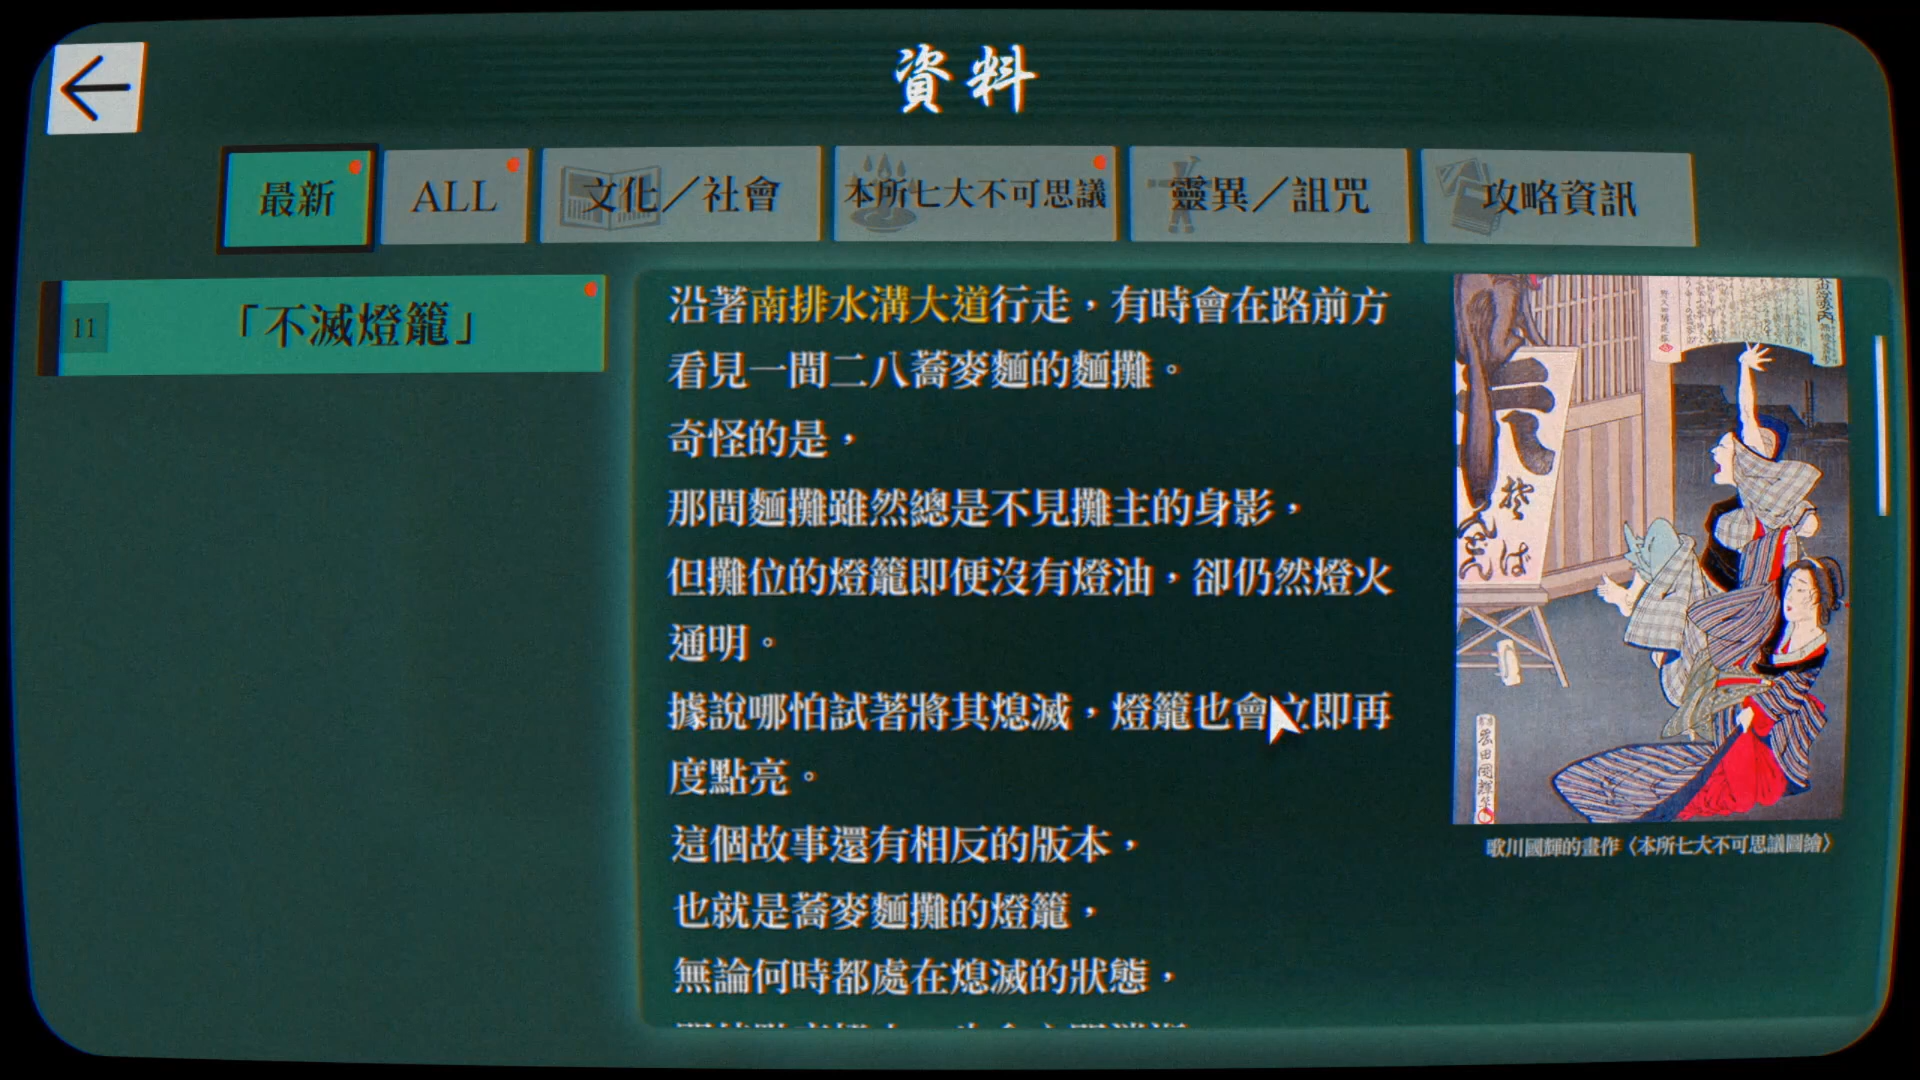 資料
最新
ALL
文化／社會
本所七大不可思議
靈異／詛咒
攻略資訊
11
「不滅燈籠」
沿著南排水溝大道行走，有時會在路前方
看見一間二八蕎麥麵的麵攤。
奇怪的是，
那間麵攤雖然總是不見攤主的身影，
但攤位的燈籠即便沒有燈油，卻仍然燈火
通明。
據說哪怕試著將其熄滅，燈籠也會立即再
度點亮。
這個故事還有相反的版本，
也就是蕎麥麵攤的燈籠，
無論何時都處在熄滅的狀態，
二八
そば
うどん
歌川國輝的畫作〈本所七大不可思議圖繪〉